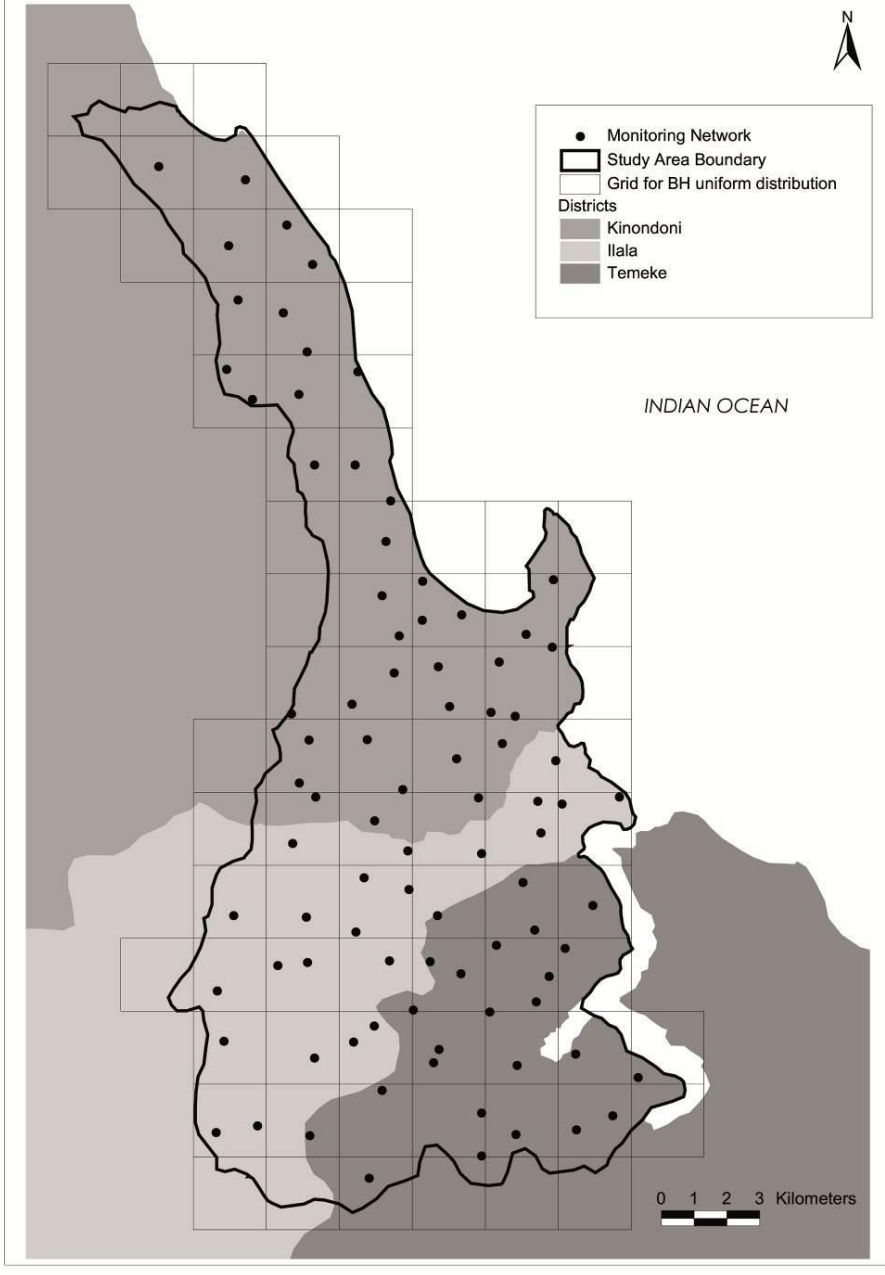 N
Monitoring Network
Study Area Boundary
Grid for BH uniform distribution
Districts
Kinondoni
Ilala
Temeke
INDIAN OCEAN
0 1 2 3 Kilometers